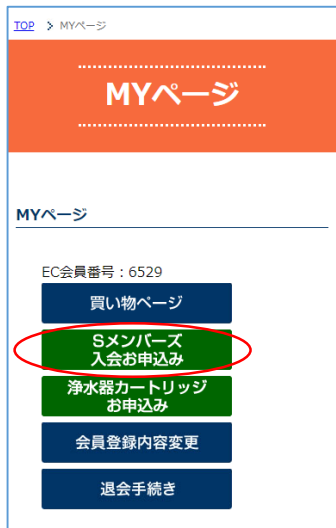 TOP > MYページ
MYページ
MYページ
EC会員番号：6529
買い物ページ
Sメンバーズ
入会お申込み
浄水器カートリッジ
お申込み
会員登録内容変更
退会手続き